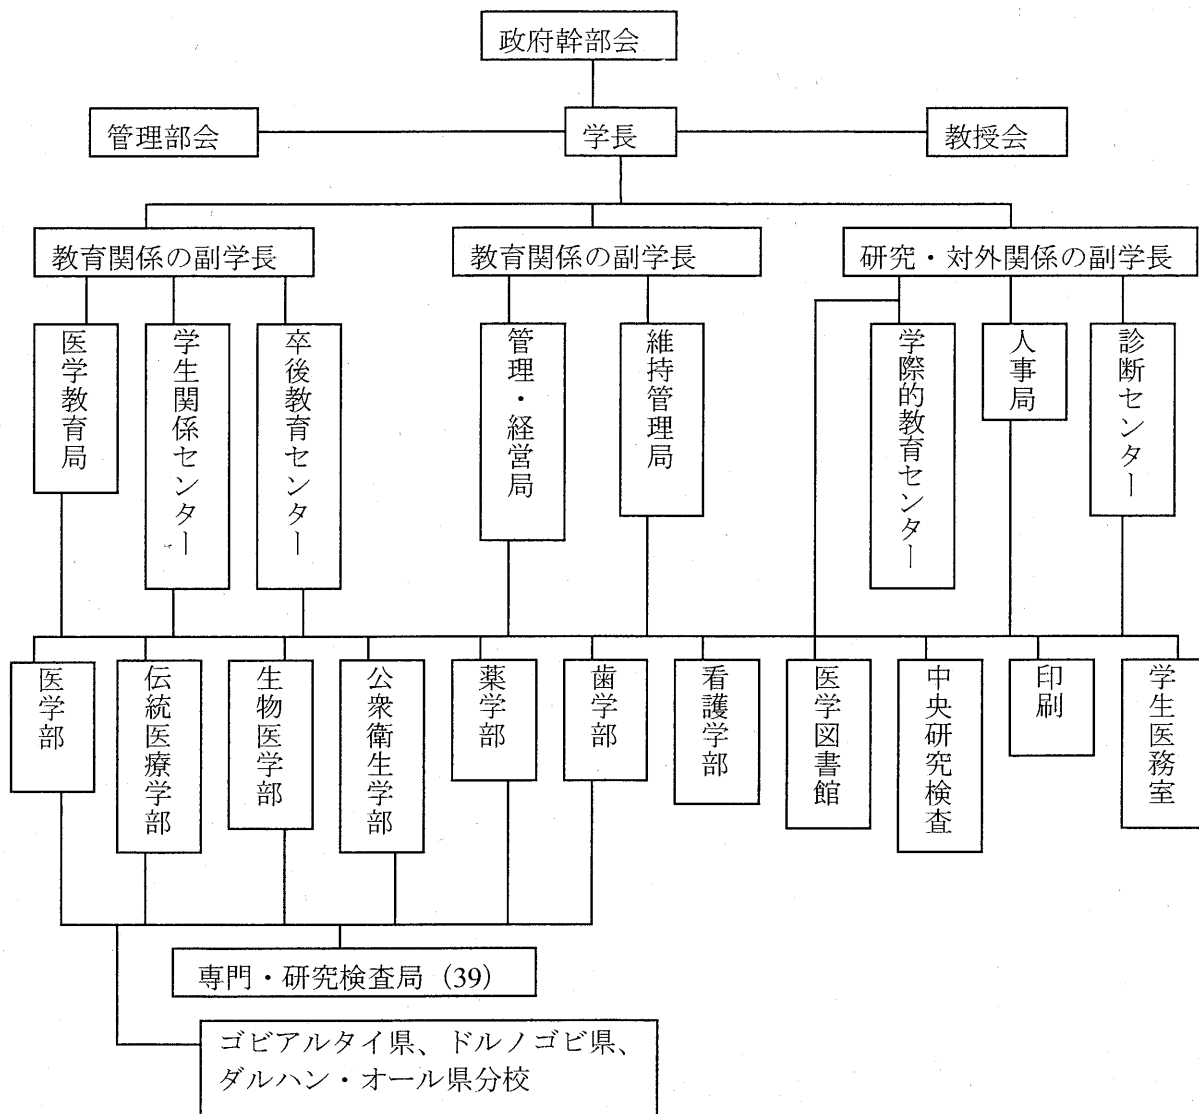 政府幹部会
管理部会
学長
教授会
教育関係の副学長
教育関係の副学長
研究・対外関係の副学長
医学教育局
学生関係センター
卒後教育センター
管理・経営局
維持管理局
学際的教育センター
人事局
診断センター
医学部
伝統医療学部
生物医学部
公衆衛生学部
薬学部
歯学部
看護学部
医学図書館
中央研究検査
印刷
学生医務室
専門・研究検査局（39）
ゴビアルタイ県、ドルノゴビ県、
ダルハン・オール県分校